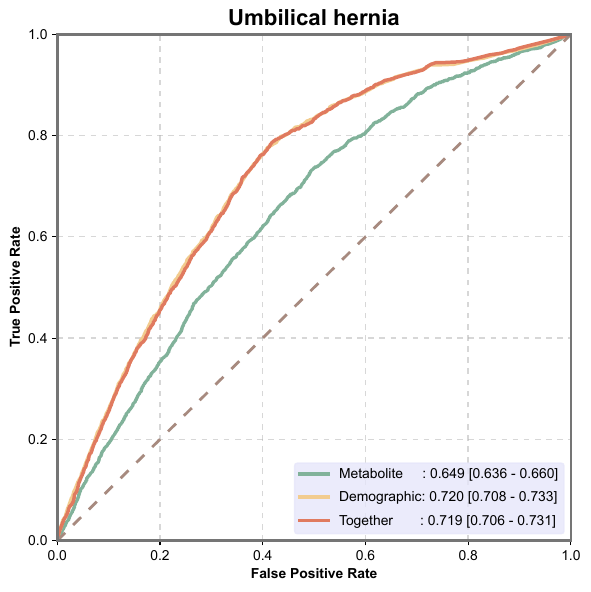 Umbilical hernia
1.0
0.8
0.6
0.4
0.2
0.0
True Positive Rate
Metabolite : 0.649 [0.636 - 0.660]
Demographic: 0.720 [0.708 - 0.733]
Together : 0.719 [0.706 - 0.731]
0.0 0.2 0.4 0.6 0.8 1.0
False Positive Rate